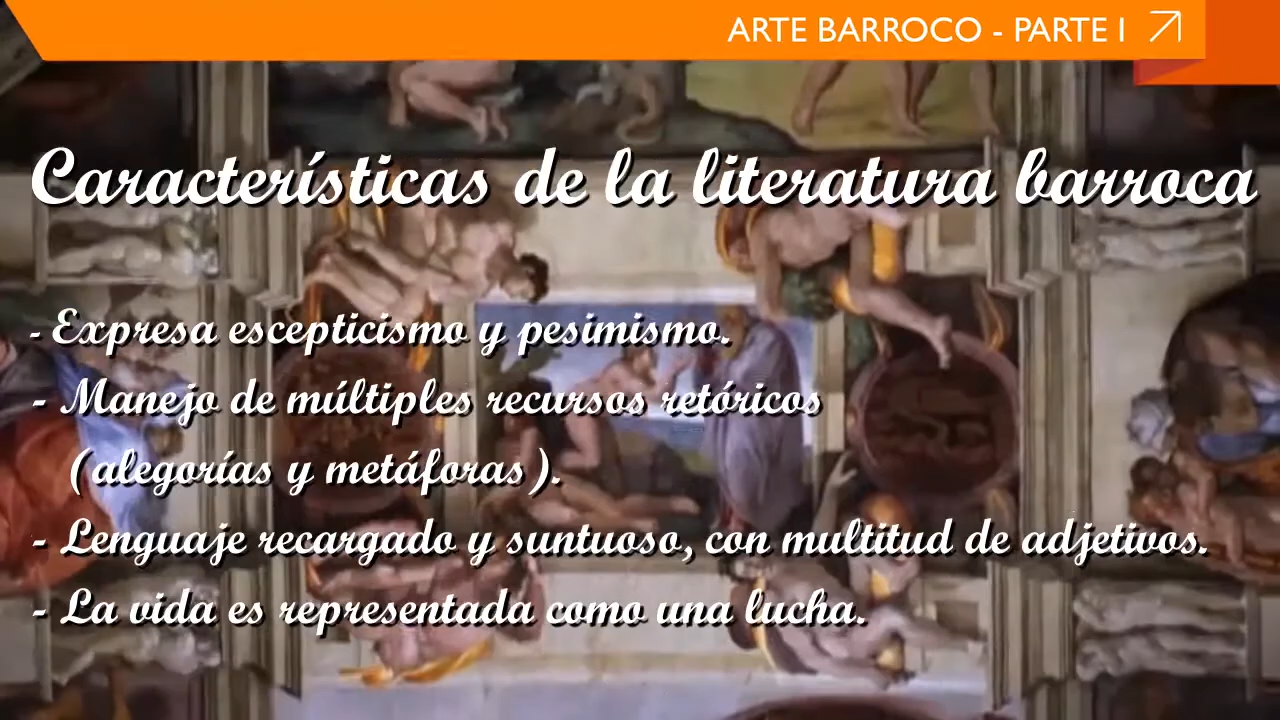 ARTE BARROCO - PARTE I
Características de la literatura barroca
- Expresa escepticismo y pesimismo.
- Manejo de múltiples recursos retóricos
(alegorías y metáforas).
- Lenguaje recargado y suntuoso, con multitud de adjetivos.
- La vida es representada como una lucha.